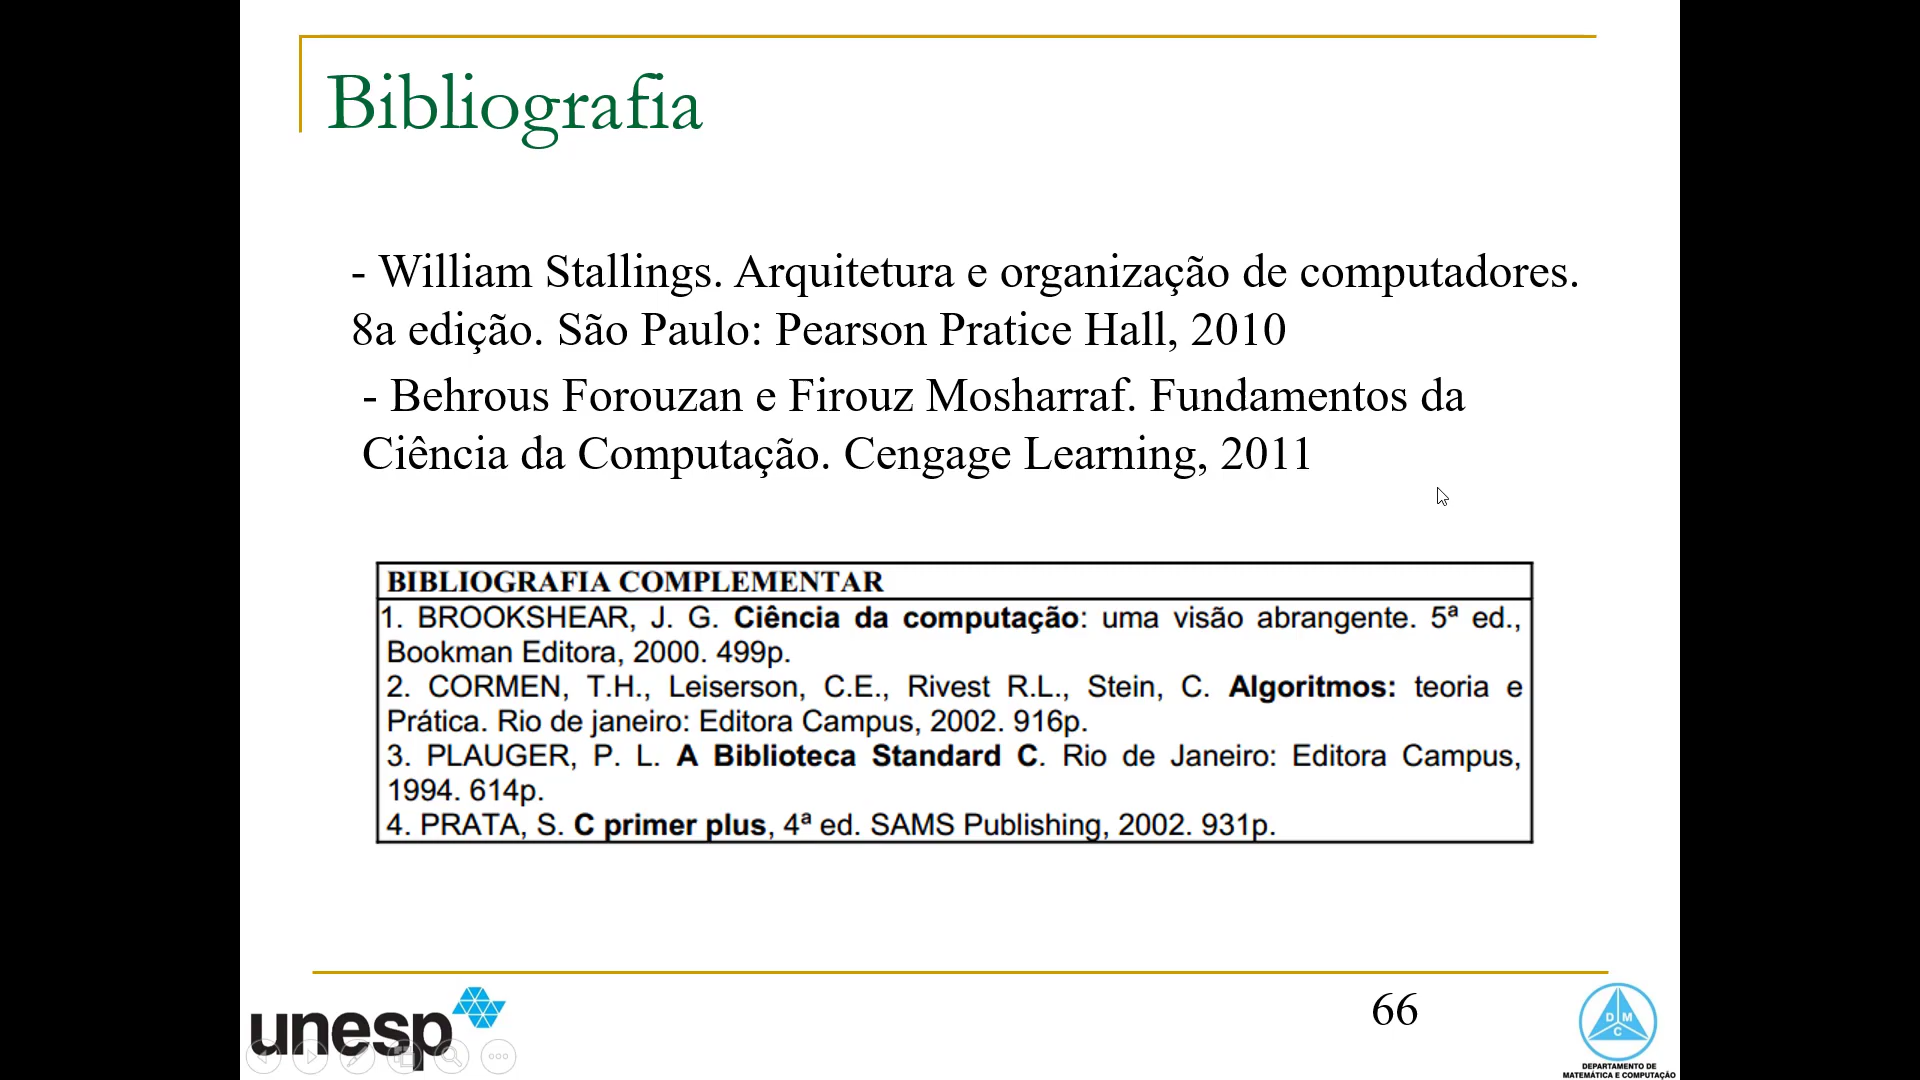 Bibliografia
- William Stallings. Arquitetura e organização de computadores.
8a edição. São Paulo: Pearson Pratice Hall, 2010
- Behrous Forouzan e Firouz Mosharraf. Fundamentos da
Ciência da Computação. Cengage Learning, 2011
BIBLIOGRAFIA COMPLEMENTAR
1. BROOKSHEAR, J. G. Ciência da computação: uma visão abrangente. 5ª ed.,
Bookman Editora, 2000. 499p.
2. CORMEN, T.H., Leiserson, C.E., Rivest R.L., Stein, C. Algoritmos: teoria e
Prática. Rio de janeiro: Editora Campus, 2002. 916p.
3. PLAUGER, P. L. A Biblioteca Standard C. Rio de Janeiro: Editora Campus,
1994. 614p.
4. PRATA, S. C primer plus, 4ª ed. SAMS Publishing, 2002. 931p.
unesp
66
D M
C
DEPARTAMENTO DE
MATEMÁTICA E COMPUTAÇÃO